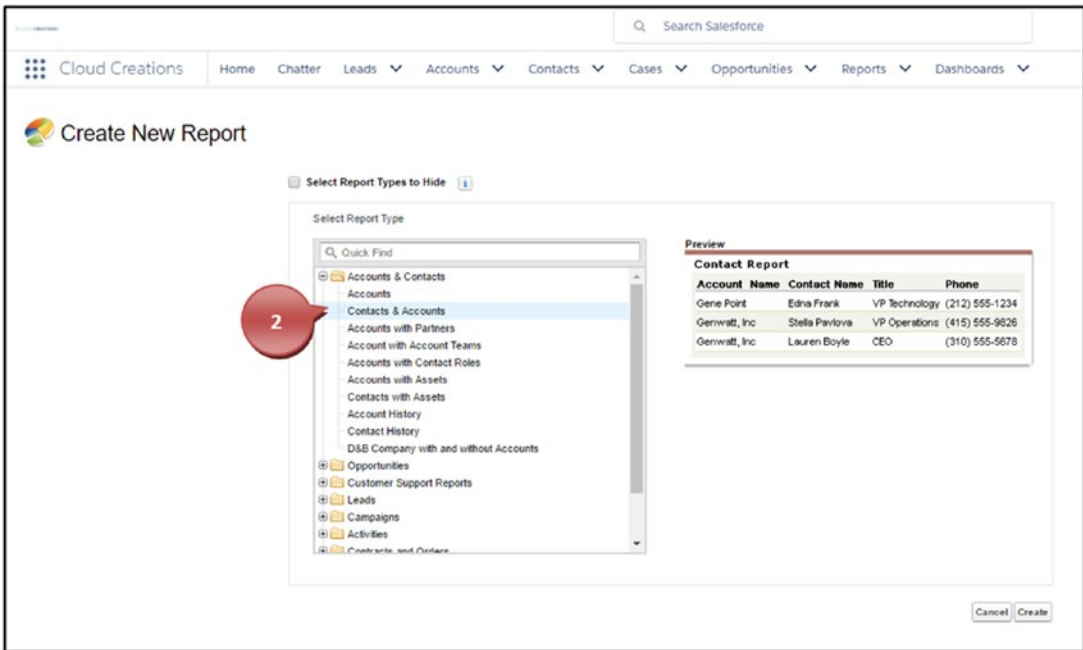 Search Salesforce
Cloud Creations Home Chatter Leads Accounts Contacts Cases Opportunities Reports Dashboards
Create New Report
Select Report Types to Hide i
Select Report Type
Quick Find
Accounts & Contacts
Accounts
Contacts & Accounts
2
Accounts with Partners
Account with Account Teams
Accounts with Contact Roles
Accounts with Assets
Contacts with Assets
Account History
Contact History
D&B Company with and without Accounts
Opportunities
Customer Support Reports
Leads
Campaigns
Activities
Contracts and Orders
Preview
Contact Report
Account Name Contact Name Title Phone
Gene Point Edna Frank VP Technology (212) 555-1234
Genwatt, Inc Stella Pavlova VP Operations (415) 555-9826
Genwatt, Inc Lauren Boyle CEO (310) 555-5678
Cancel Create